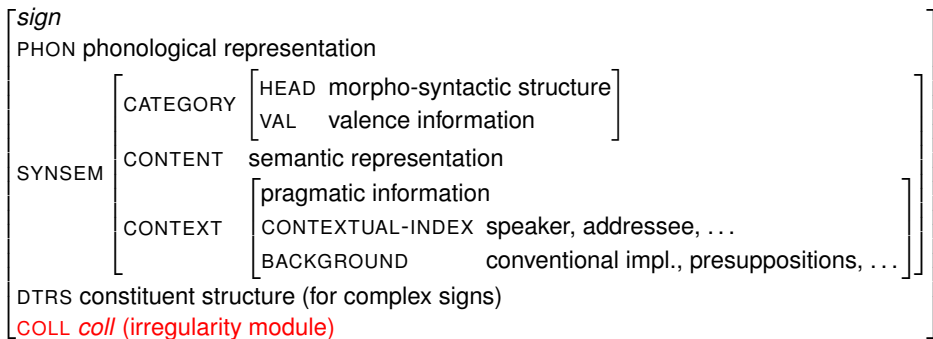 sign
PHON phonological representation
SYNSEM
CATEGORY
HEAD morpho-syntactic structure
VAL valence information
CONTENT semantic representation
CONTEXT
pragmatic information
CONTEXTUAL-INDEX speaker, addressee, . . .
BACKGROUND conventional impl., presuppositions, . . .
DTRS constituent structure (for complex signs)
COLL coll (irregularity module)